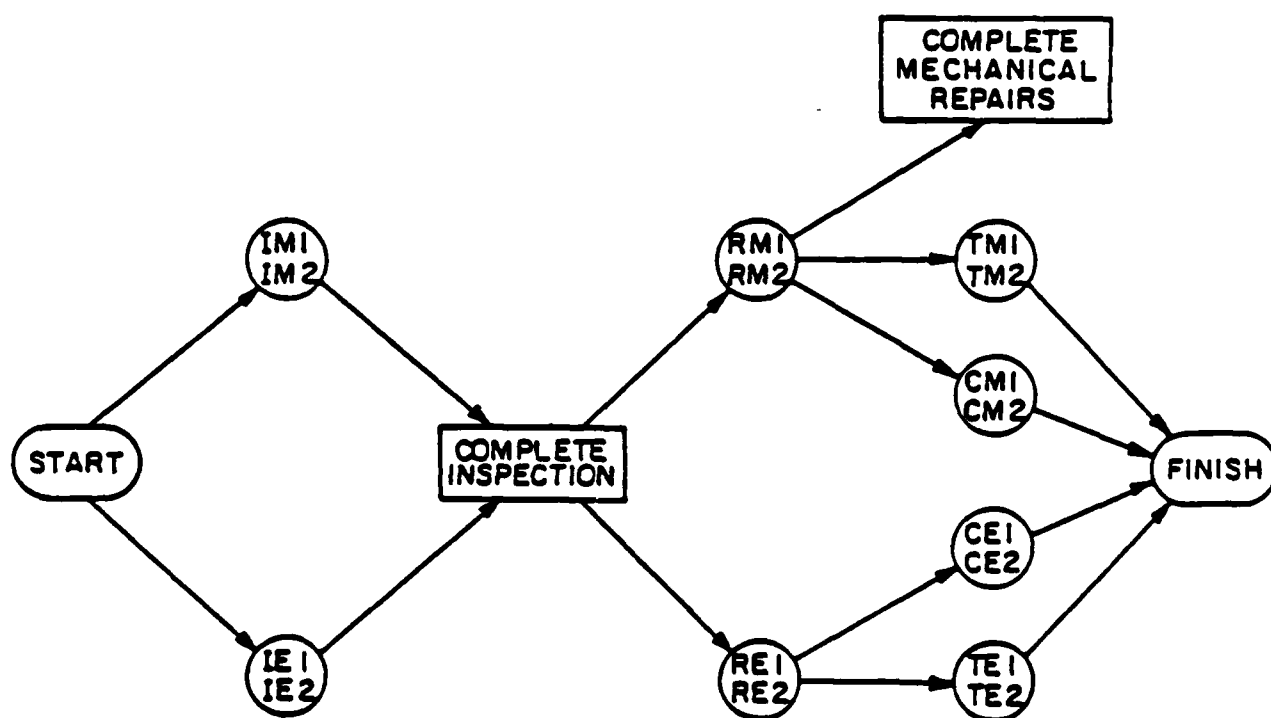 COMPLETE
MECHANICAL
REPAIRS
IM1
IM2
RM1
RM2
TM1
TM2
CM1
CM2
START
COMPLETE
INSPECTION
FINISH
CE1
CE2
IE1
IE2
RE1
RE2
TE1
TE2